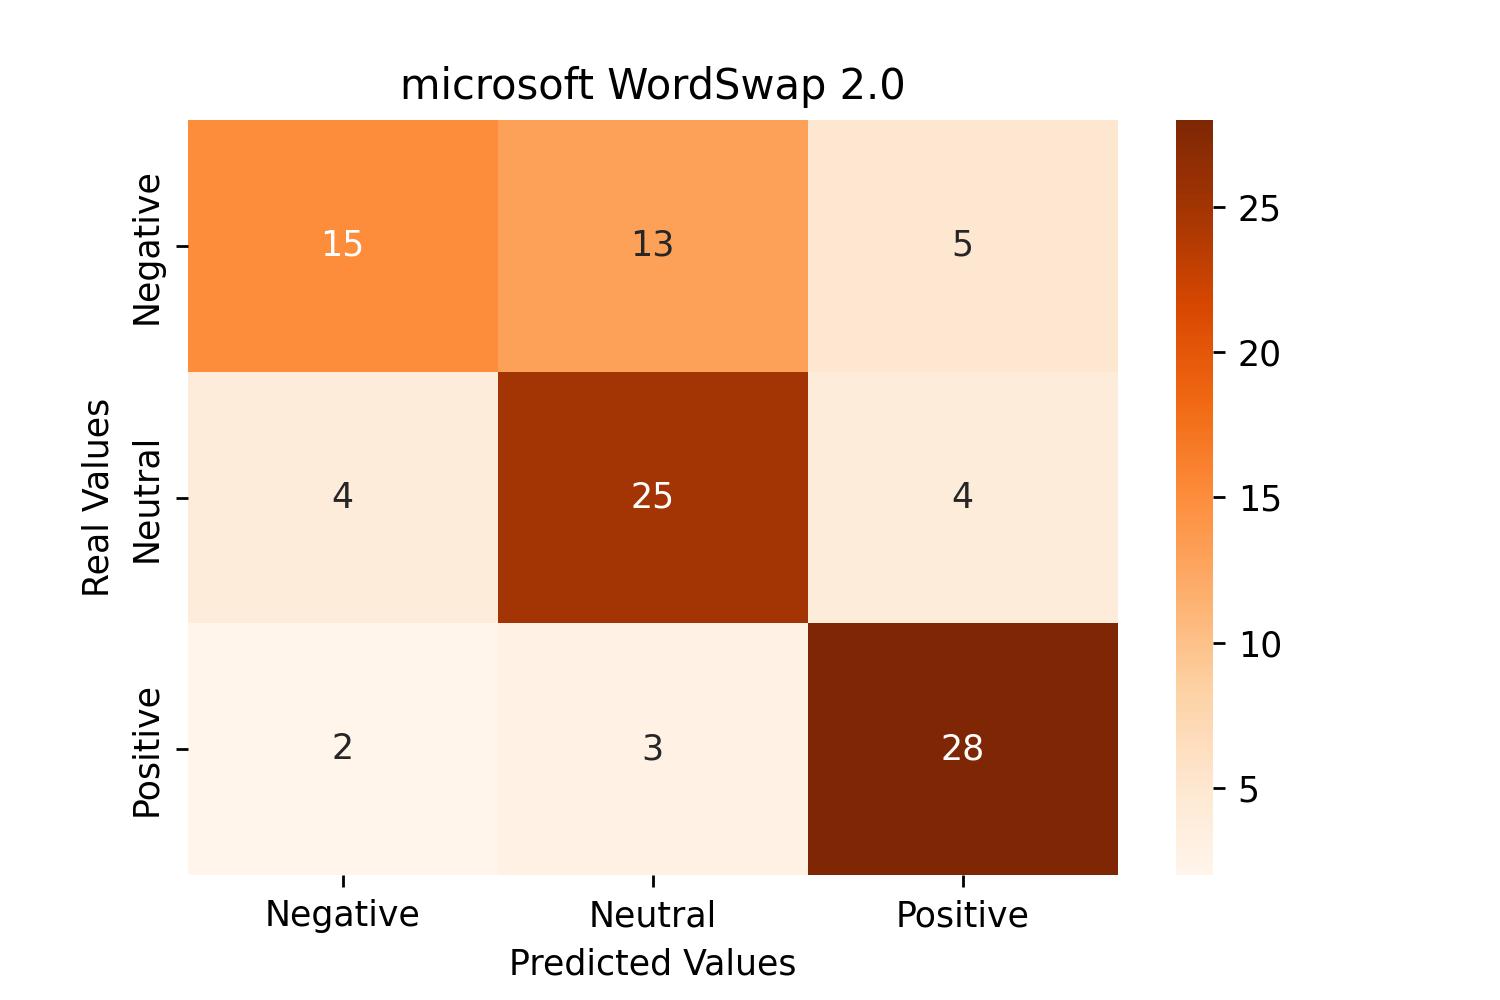 microsoft WordSwap 2.0
Real Values
Negative
15 13 5
Neutral
4 25 4
Positive
2 3 28
Negative Neutral Positive
Predicted Values
25
20
15
10
5